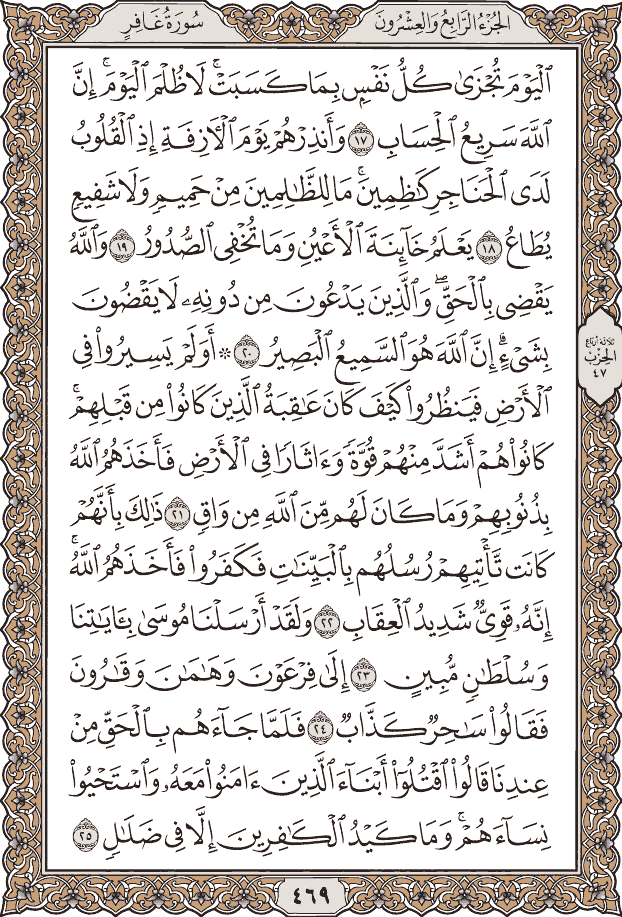 سُورَةُ غَافِرٍ
الجُزْءُ الرَّابِعُ وَالعِشْرُونَ
ٱلۡيَوۡمَ تُجۡزَىٰ كُلُّ نَفۡسِۭ بِمَا كَسَبَتۡۚ لَا ظُلۡمَ ٱلۡيَوۡمَۚ إِنَّ
ٱللَّهَ سَرِيعُ ٱلۡحِسَابِ ١٧ وَأَنذِرۡهُمۡ يَوۡمَ ٱلۡأٓزِفَةِ إِذِ ٱلۡقُلُوبُ
لَدَى ٱلۡحَنَاجِرِ كَٰظِمِينَۚ مَا لِلظَّٰلِمِينَ مِنۡ حَمِيمٖ وَلَا شَفِيعٖ
يُطَاعُ ١٨ يَعۡلَمُ خَآئِنَةَ ٱلۡأَعۡيُنِ وَمَا تُخۡفِي ٱلصُّدُورُ ١٩ وَٱللَّهُ
يَقۡضِي بِٱلۡحَقِّۖ وَٱلَّذِينَ يَدۡعُونَ مِن دُونِهِۦ لَا يَقۡضُونَ
بِشَيۡءٍۗ إِنَّ ٱللَّهَ هُوَ ٱلسَّمِيعُ ٱلۡبَصِيرُ ٢٠ ۞ أَوَلَمۡ يَسِيرُواْ فِي
ثلاثة أرباع
الحزب
٤٧
ٱلۡأَرۡضِ فَيَنظُرُواْ كَيۡفَ كَانَ عَٰقِبَةُ ٱلَّذِينَ كَانُواْ مِن قَبۡلِهِمۡۚ
كَانُواْ هُمۡ أَشَدَّ مِنۡهُمۡ قُوَّةٗ وَءَاثَارٗا فِي ٱلۡأَرۡضِ فَأَخَذَهُمُ ٱللَّهُ
بِذُنُوبِهِمۡ وَمَا كَانَ لَهُم مِّنَ ٱللَّهِ مِن وَاقٖ ٢١ ذَٰلِكَ بِأَنَّهُمۡ
كَانَت تَّأۡتِيهِمۡ رُسُلُهُم بِٱلۡبَيِّنَٰتِ فَكَفَرُواْ فَأَخَذَهُمُ ٱللَّهُۚ
إِنَّهُۥ قَوِيّٞ شَدِيدُ ٱلۡعِقَابِ ٢٢ وَلَقَدۡ أَرۡسَلۡنَا مُوسَىٰ بِـَٔايَٰتِنَا
وَسُلۡطَٰنٖ مُّبِينٍ ٢٣ إِلَىٰ فِرۡعَوۡنَ وَهَٰمَٰنَ وَقَٰرُونَ
فَقَالُواْ سَٰحِرٞ كَذَّابٞ ٢٤ فَلَمَّا جَآءَهُم بِٱلۡحَقِّ مِنۡ
عِندِنَا قَالُواْ ٱقۡتُلُوٓاْ أَبۡنَآءَ ٱلَّذِينَ ءَامَنُواْ مَعَهُۥ وَٱسۡتَحۡيُواْ
نِسَآءَهُمۡۚ وَمَا كَيۡدُ ٱلۡكَٰفِرِينَ إِلَّا فِي ضَلَٰلٖ ٢٥
٤٦٩